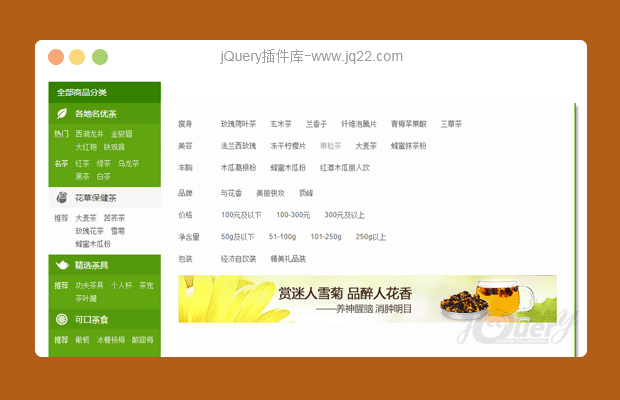 jQuery插件库-www.jq22.com
全部商品分类
各地名优茶
热门 西湖龙井 金骏眉
大红袍 铁观音
名茶 红茶 绿茶 乌龙茶
黑茶 白茶
花草保健茶
推荐 大麦茶 苦荞茶
玫瑰花茶 雪菊
蜂蜜木瓜粉
精选茶具
推荐 功夫茶具 个人杯 茶宠
茶叶罐
可口茶食
推荐 橄榄 冰糖杨梅 酸甜梅
瘦身 玫瑰荷叶茶 玄米茶 兰香子 纤维泡腾片 青梅苹果酸 三草茶
美容 法兰西玫瑰 冻干柠檬片 果粒茶 大麦茶 蜂蜜抹茶粉
丰胸 木瓜葛根粉 蜂蜜木瓜粉 红酒木瓜丽人饮
品牌 与花香 美丽快攻 顶峰
价格 100元及以下 100-300元 300元及以上
净含量 50g及以下 51-100g 101-250g 250g以上
包装 经济自饮装 精美礼品装
赏迷人雪菊 品醉人花香
——养神醒脑 消肿明目
jQuery